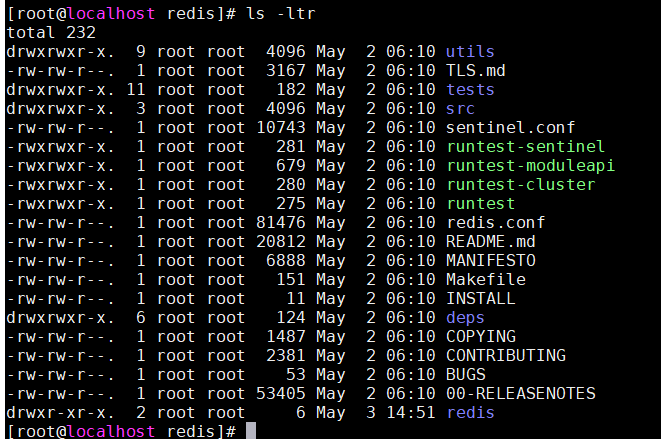 [root@localhost redis]# ls -ltr
total 232
drwxrwxr-x.  9 root root  4096 May  2 06:10 utils
-rw-rw-r--.  1 root root  3167 May  2 06:10 TLS.md
drwxrwxr-x. 11 root root   182 May  2 06:10 tests
drwxrwxr-x.  3 root root  4096 May  2 06:10 src
-rw-rw-r--.  1 root root 10743 May  2 06:10 sentinel.conf
-rwxrwxr-x.  1 root root   281 May  2 06:10 runtest-sentinel
-rwxrwxr-x.  1 root root   679 May  2 06:10 runtest-moduleapi
-rwxrwxr-x.  1 root root   280 May  2 06:10 runtest-cluster
-rwxrwxr-x.  1 root root   275 May  2 06:10 runtest
-rw-rw-r--.  1 root root 81476 May  2 06:10 redis.conf
-rw-rw-r--.  1 root root 20812 May  2 06:10 README.md
-rw-rw-r--.  1 root root  6888 May  2 06:10 MANIFESTO
-rw-rw-r--.  1 root root   151 May  2 06:10 Makefile
-rw-rw-r--.  1 root root    11 May  2 06:10 INSTALL
drwxrwxr-x.  6 root root   124 May  2 06:10 deps
-rw-rw-r--.  1 root root  1487 May  2 06:10 COPYING
-rw-rw-r--.  1 root root  2381 May  2 06:10 CONTRIBUTING
-rw-rw-r--.  1 root root    53 May  2 06:10 BUGS
-rw-rw-r--.  1 root root 53405 May  2 06:10 00-RELEASENOTES
drwxr-xr-x.  2 root root     6 May  3 14:51 redis
[root@localhost redis]#